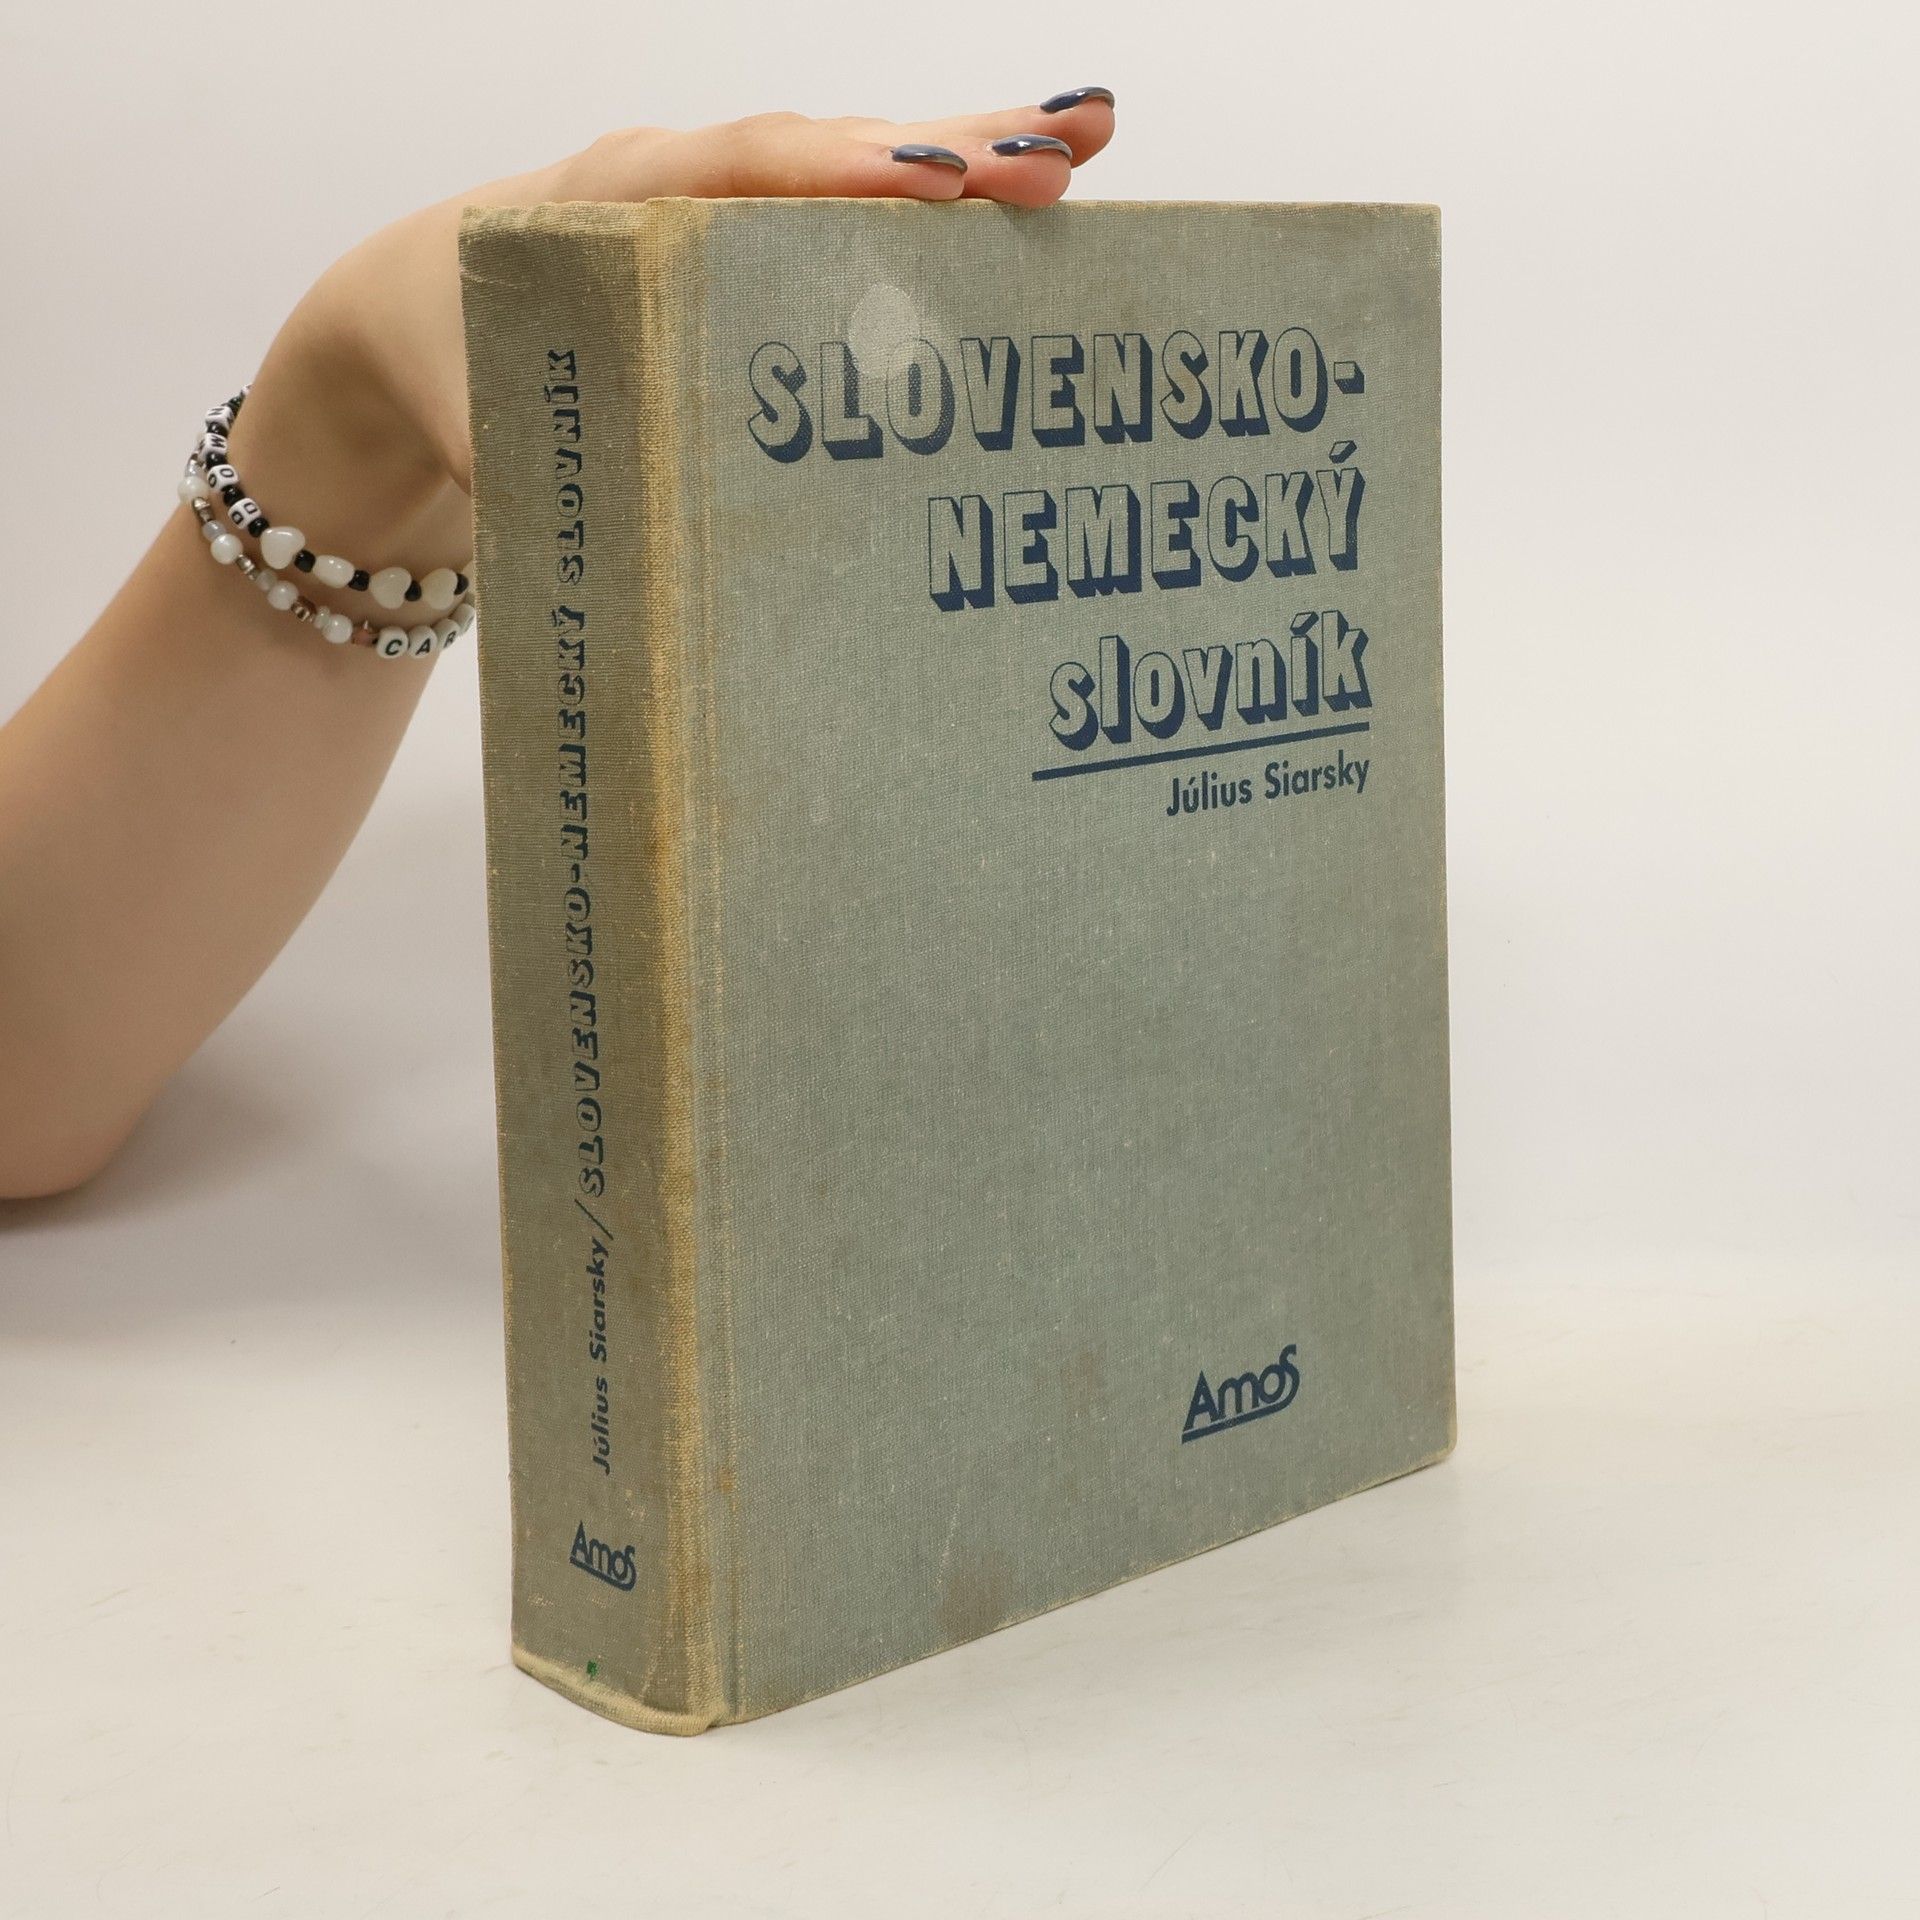 SLOVENSKO-
NEMECKÝ
slovník
Július Siarsky
Amos
Július Siarsky/SLOVENSKO-NEMECKÝ SLOVNÍK
Amos